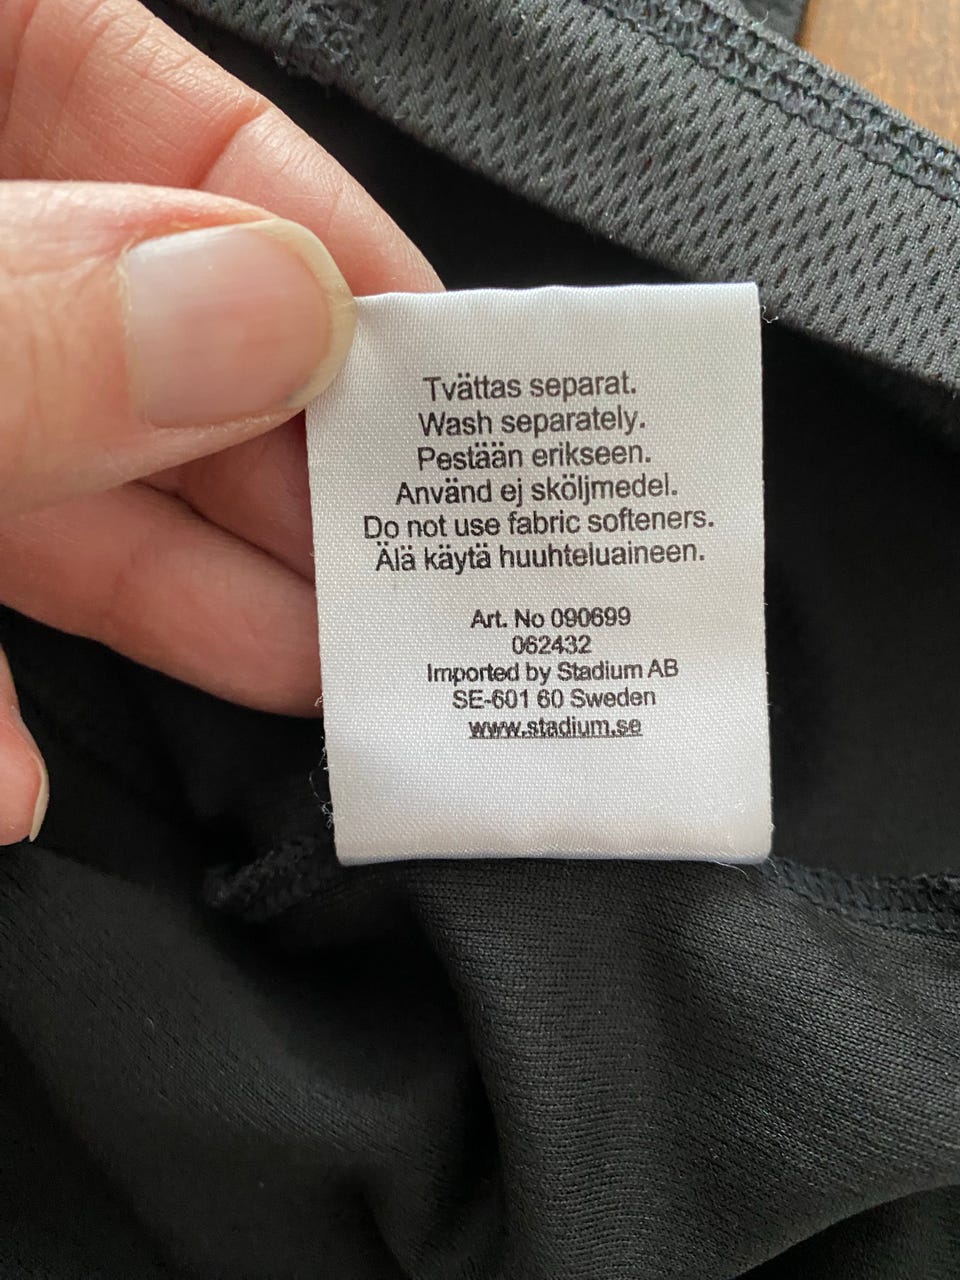 Tvättas separat.
Wash separately.
Pestään erikseen.
Använd ej sköljmedel.
Do not use fabric softeners.
Älä käytä huuhteluaineen.
Art. No 090699
062432
Imported by Stadium AB
SE-601 60 Sweden
www.stadium.se